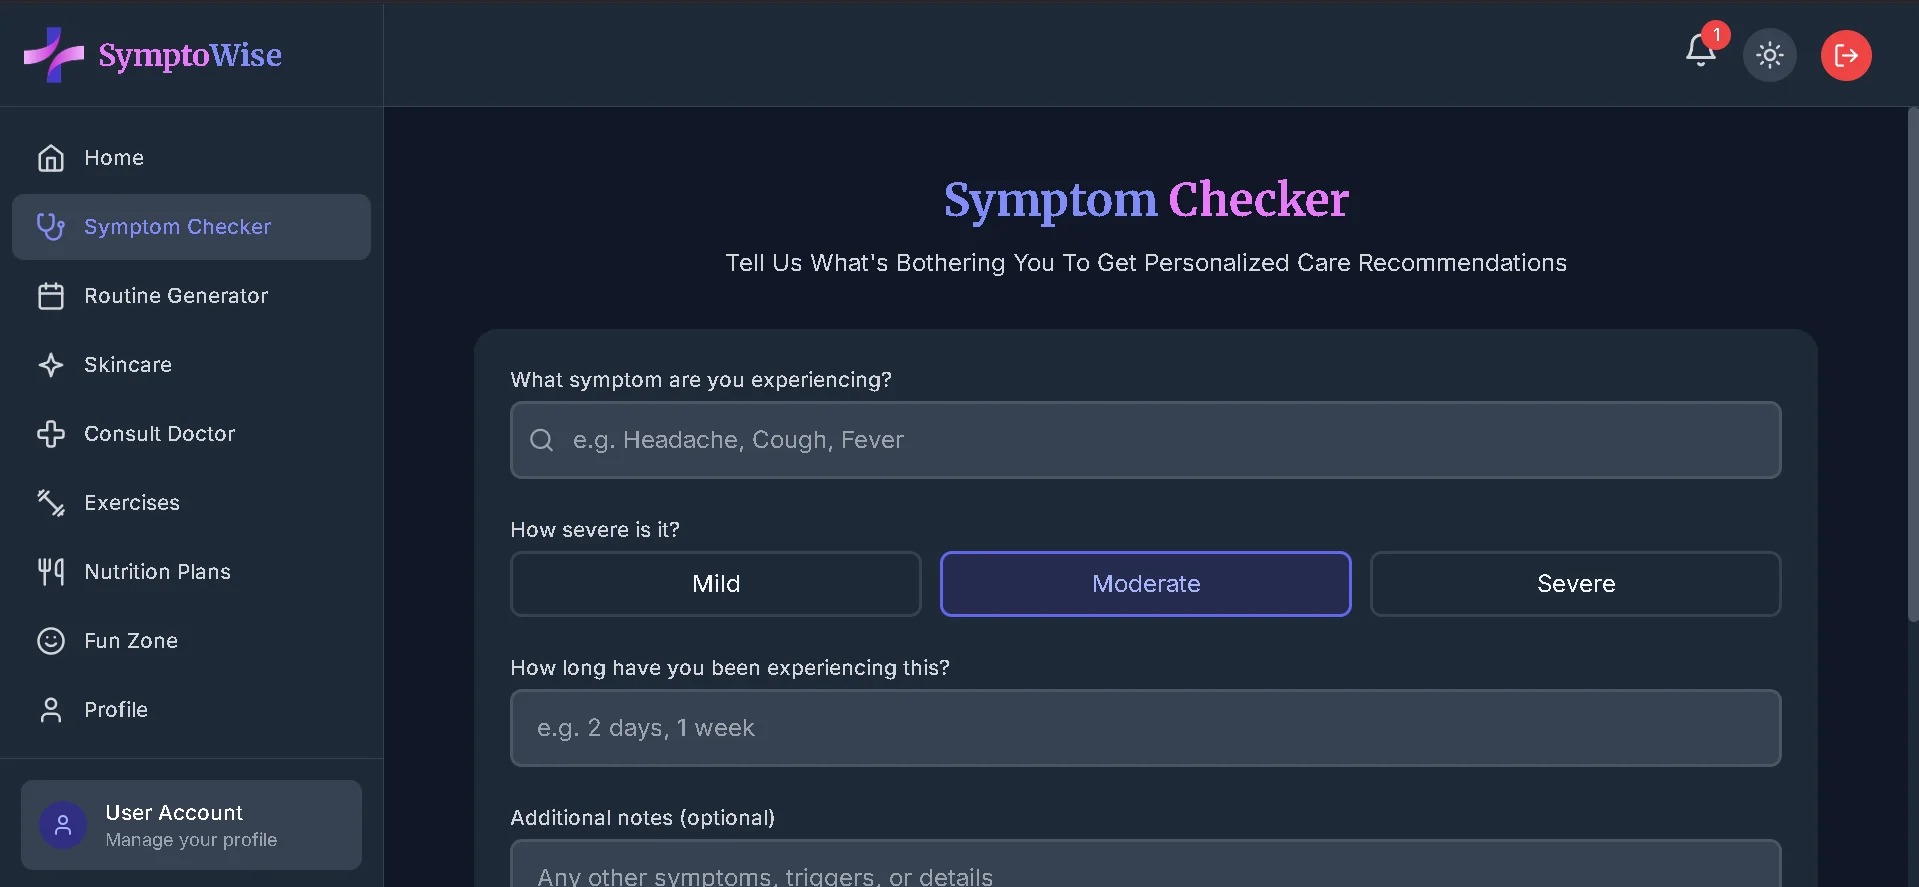 SymptoWise
1
Home
Symptom Checker
Routine Generator
Skincare
Consult Doctor
Exercises
Nutrition Plans
Fun Zone
Profile
User Account
Manage your profile
Symptom Checker
Tell Us What's Bothering You To Get Personalized Care Recommendations
What symptom are you experiencing?
e.g. Headache, Cough, Fever
How severe is it?
Mild Moderate Severe
How long have you been experiencing this?
e.g. 2 days, 1 week
Additional notes (optional)
Any other symptoms, triggers, or details